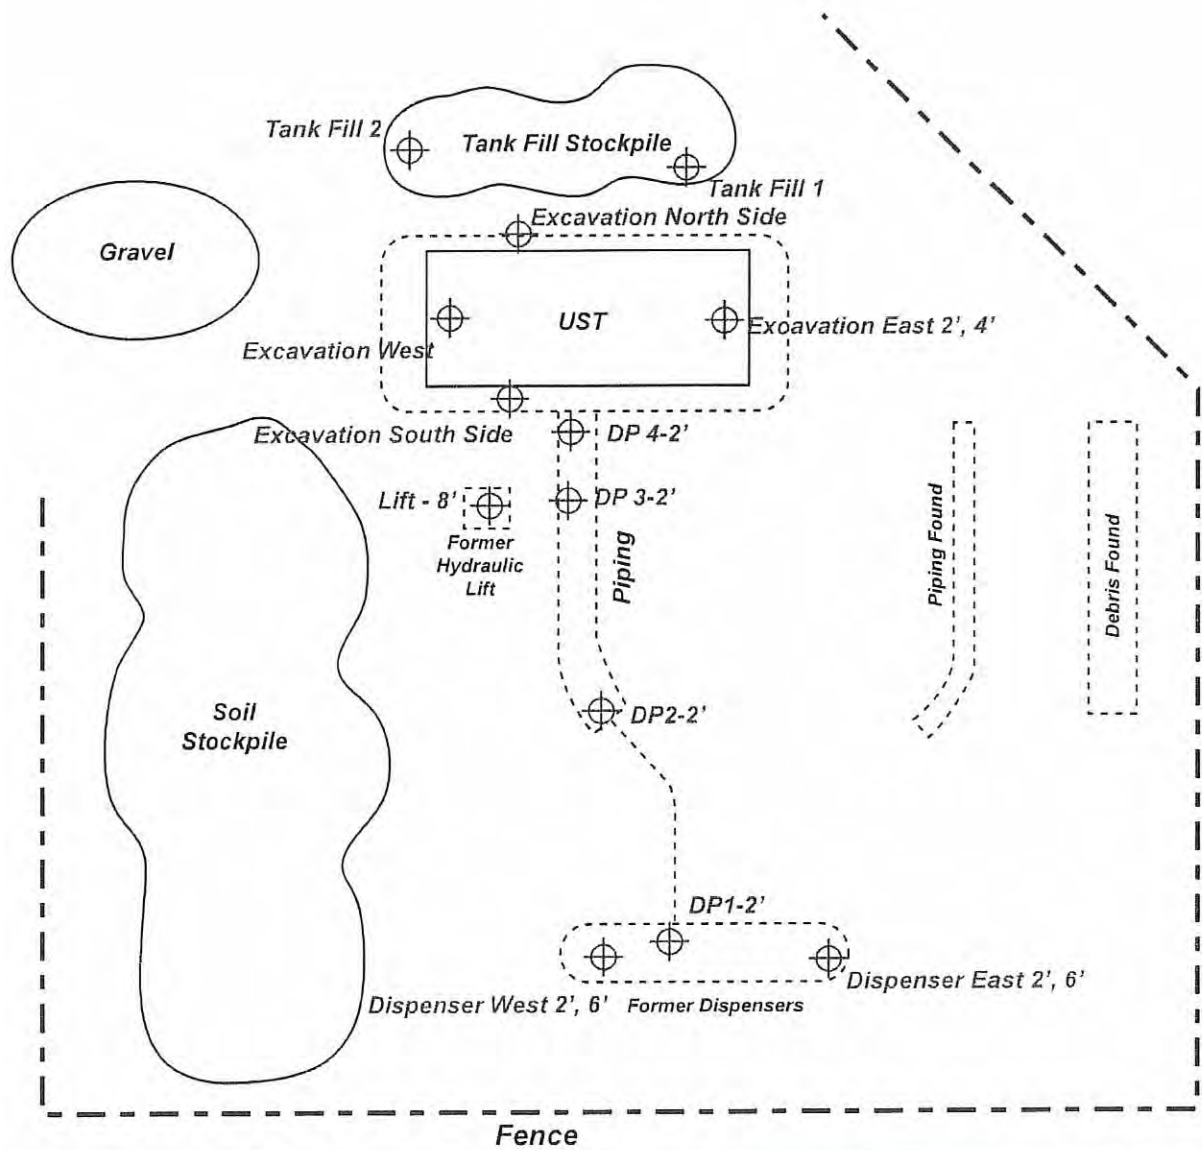 Tank Fill 2
Tank Fill Stockpile
Tank Fill 1
Excavation North Side
Gravel
UST
Excavation East 2', 4'
Excavation West
Excavation South Side
DP 4-2'
Lift - 8'
DP 3-2'
Former
Hydraulic
Lift
Piping
Piping Found
Debris Found
Soil
Stockpile
DP2-2'
DP1-2'
Dispenser East 2', 6'
Dispenser West 2', 6'
Former Dispensers
Fence